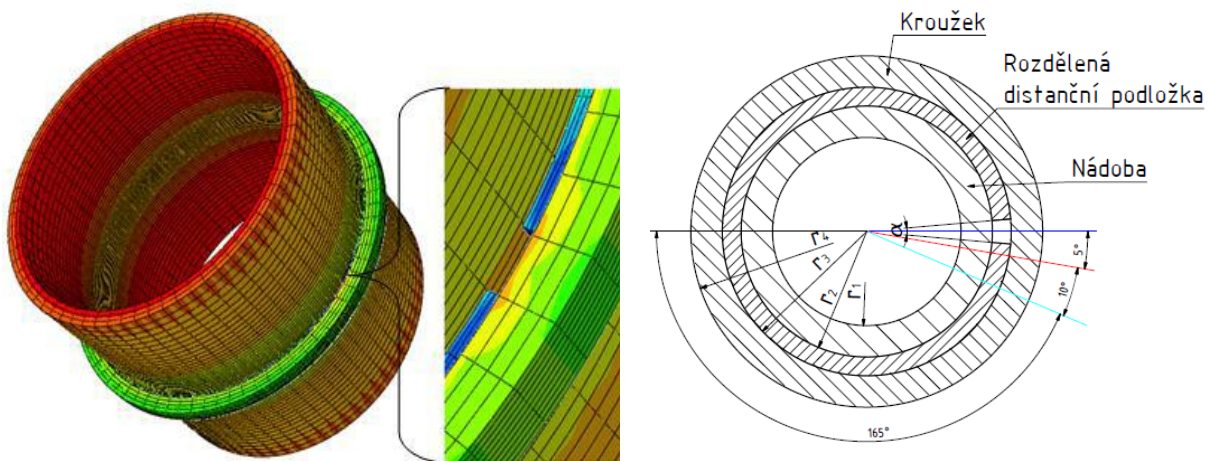 Kroužek
Rozdělená
distanční podložka
Nádoba
α
r4
r3
r2
r1
5°
10°
165°